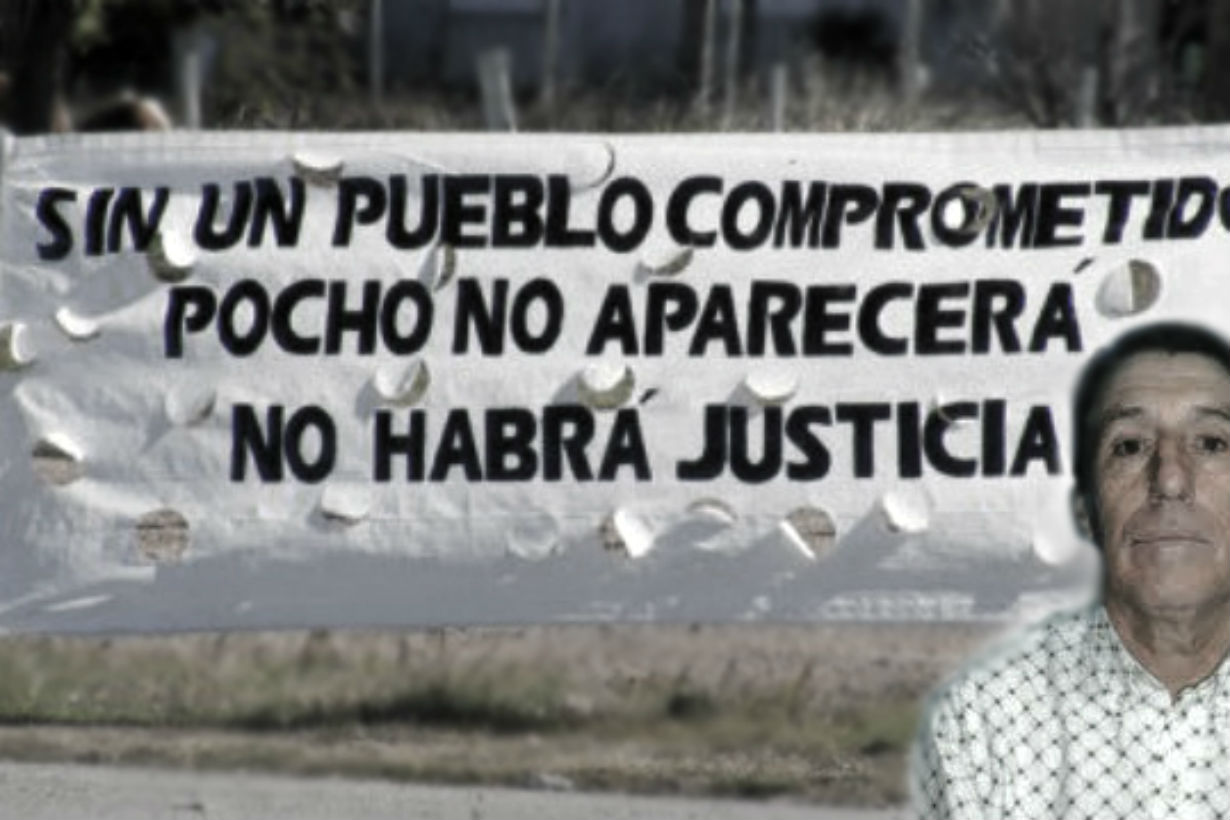 SIN UN PUEBLO COMPROMETIDO
POCHO NO APARECERÁ
NO HABRÁ JUSTICIA